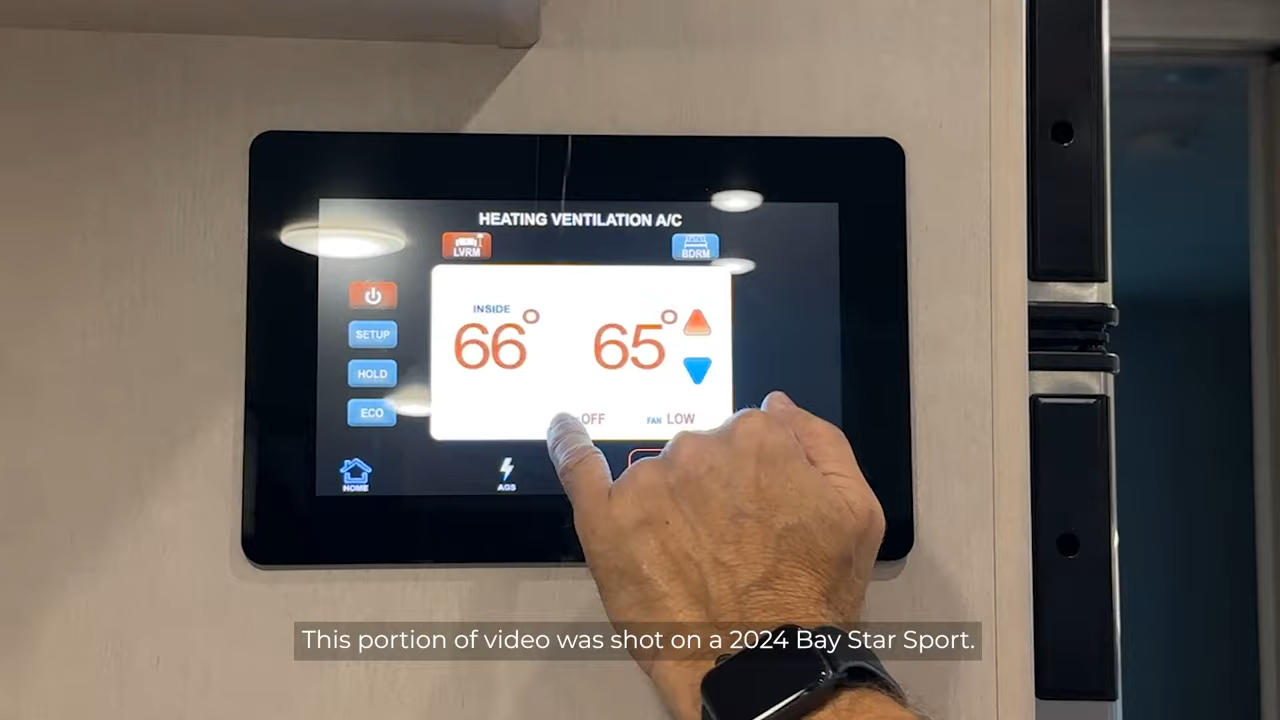 HEATING VENTILATION A/C
LVRM
BDRM
INSIDE
66° 65°
SETUP
HOLD
ECO
OFF FAN LOW
HOME
AGS
This portion of video was shot on a 2024 Bay Star Sport.